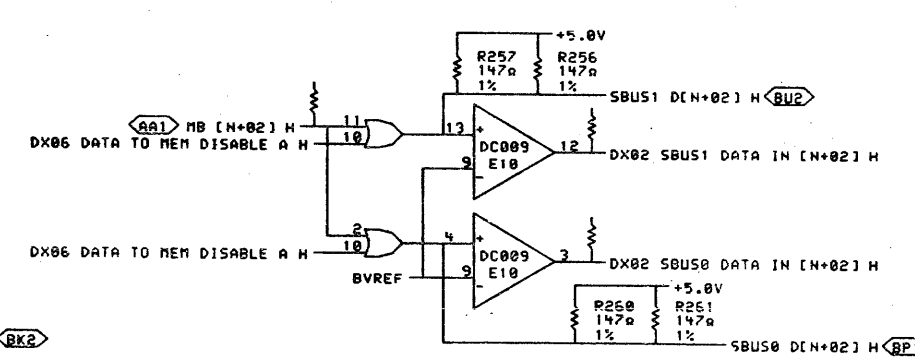 +5.0V
R257 R256
147Ω 147Ω
1% 1%
SBUS1 D[N+02] H BU2
AA1 MB [N+02] H 11
DX06 DATA TO MEM DISABLE A H 10
13 +
DC009
E10
12 DX02 SBUS1 DATA IN [N+02] H
9 -
2
DX06 DATA TO MEM DISABLE A H 10
4 +
DC009
E10
3 DX02 SBUS0 DATA IN [N+02] H
BVREF 9 -
+5.0V
R260 R261
147Ω 147Ω
1% 1%
BK2
SBUS0 D[N+02] H BP